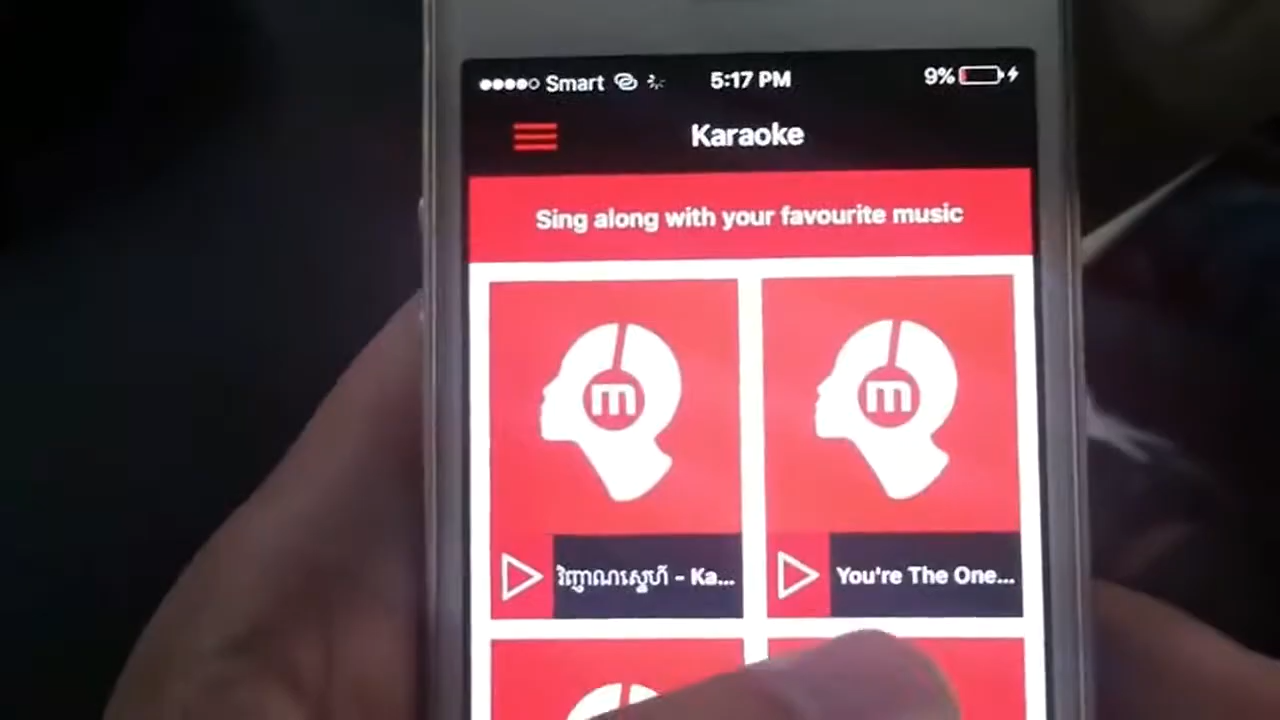 Smart 5:17 PM 9%
Karaoke
Sing along with your favourite music
m m
វិញ្ញាណស្នេហ៍ - Ka... You're The One...